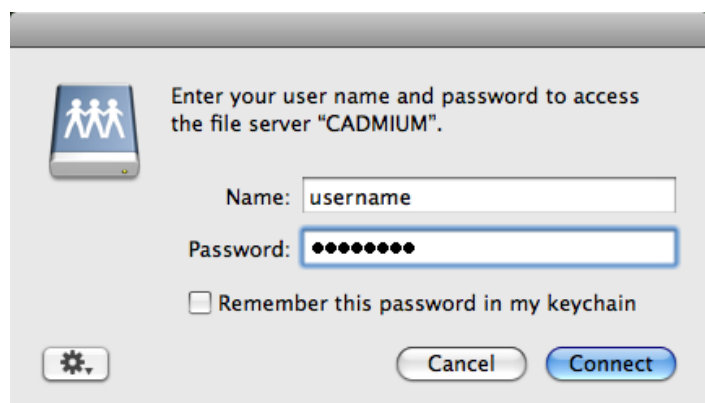 Enter your user name and password to access
the file server “CADMIUM”.
Name: username
Password: ••••••••
Remember this password in my keychain
Cancel Connect